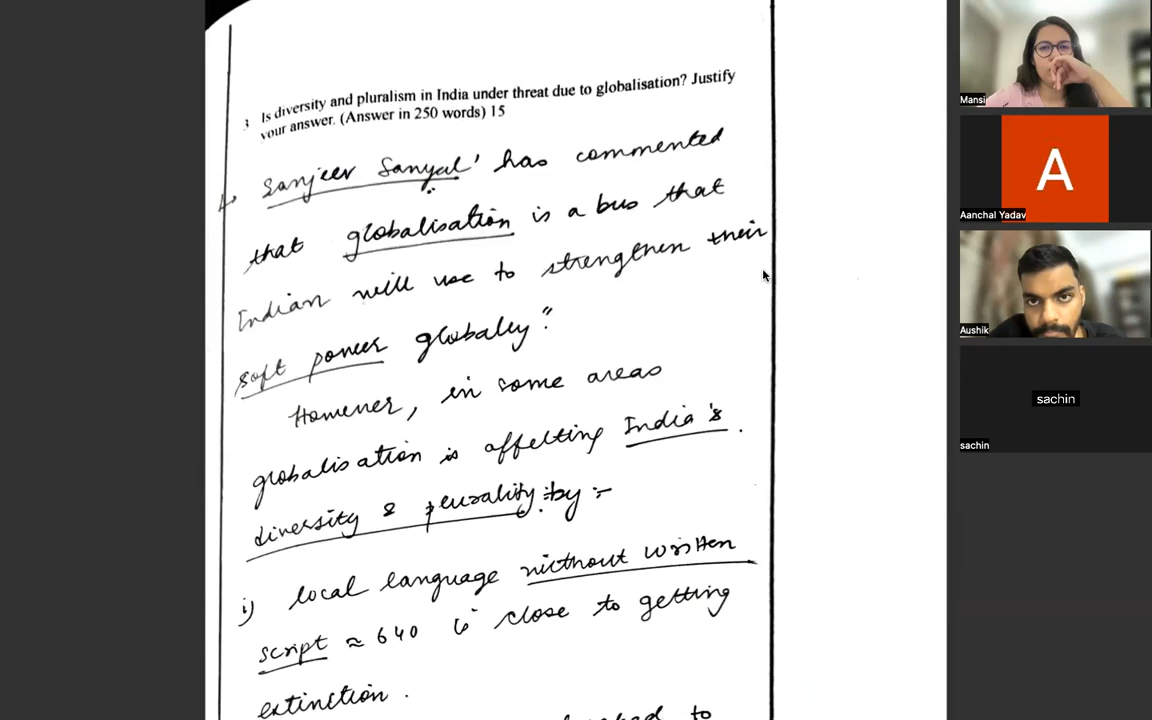 3 Is diversity and pluralism in India under threat due to globalisation? Justify
your answer. (Answer in 250 words) 15
Sanjeev Sanyal' has commented
that globalisation is a bus that
Indian will use to strengthen their
soft power globaley"
However, in some areas
globalisation is affecting India's
diversity & plurality :by :-
i) local language without written
script ≈ 640 is close to getting
extinction.
to
Mansi
A
Aanchal Yadav
Aushik
sachin
sachin